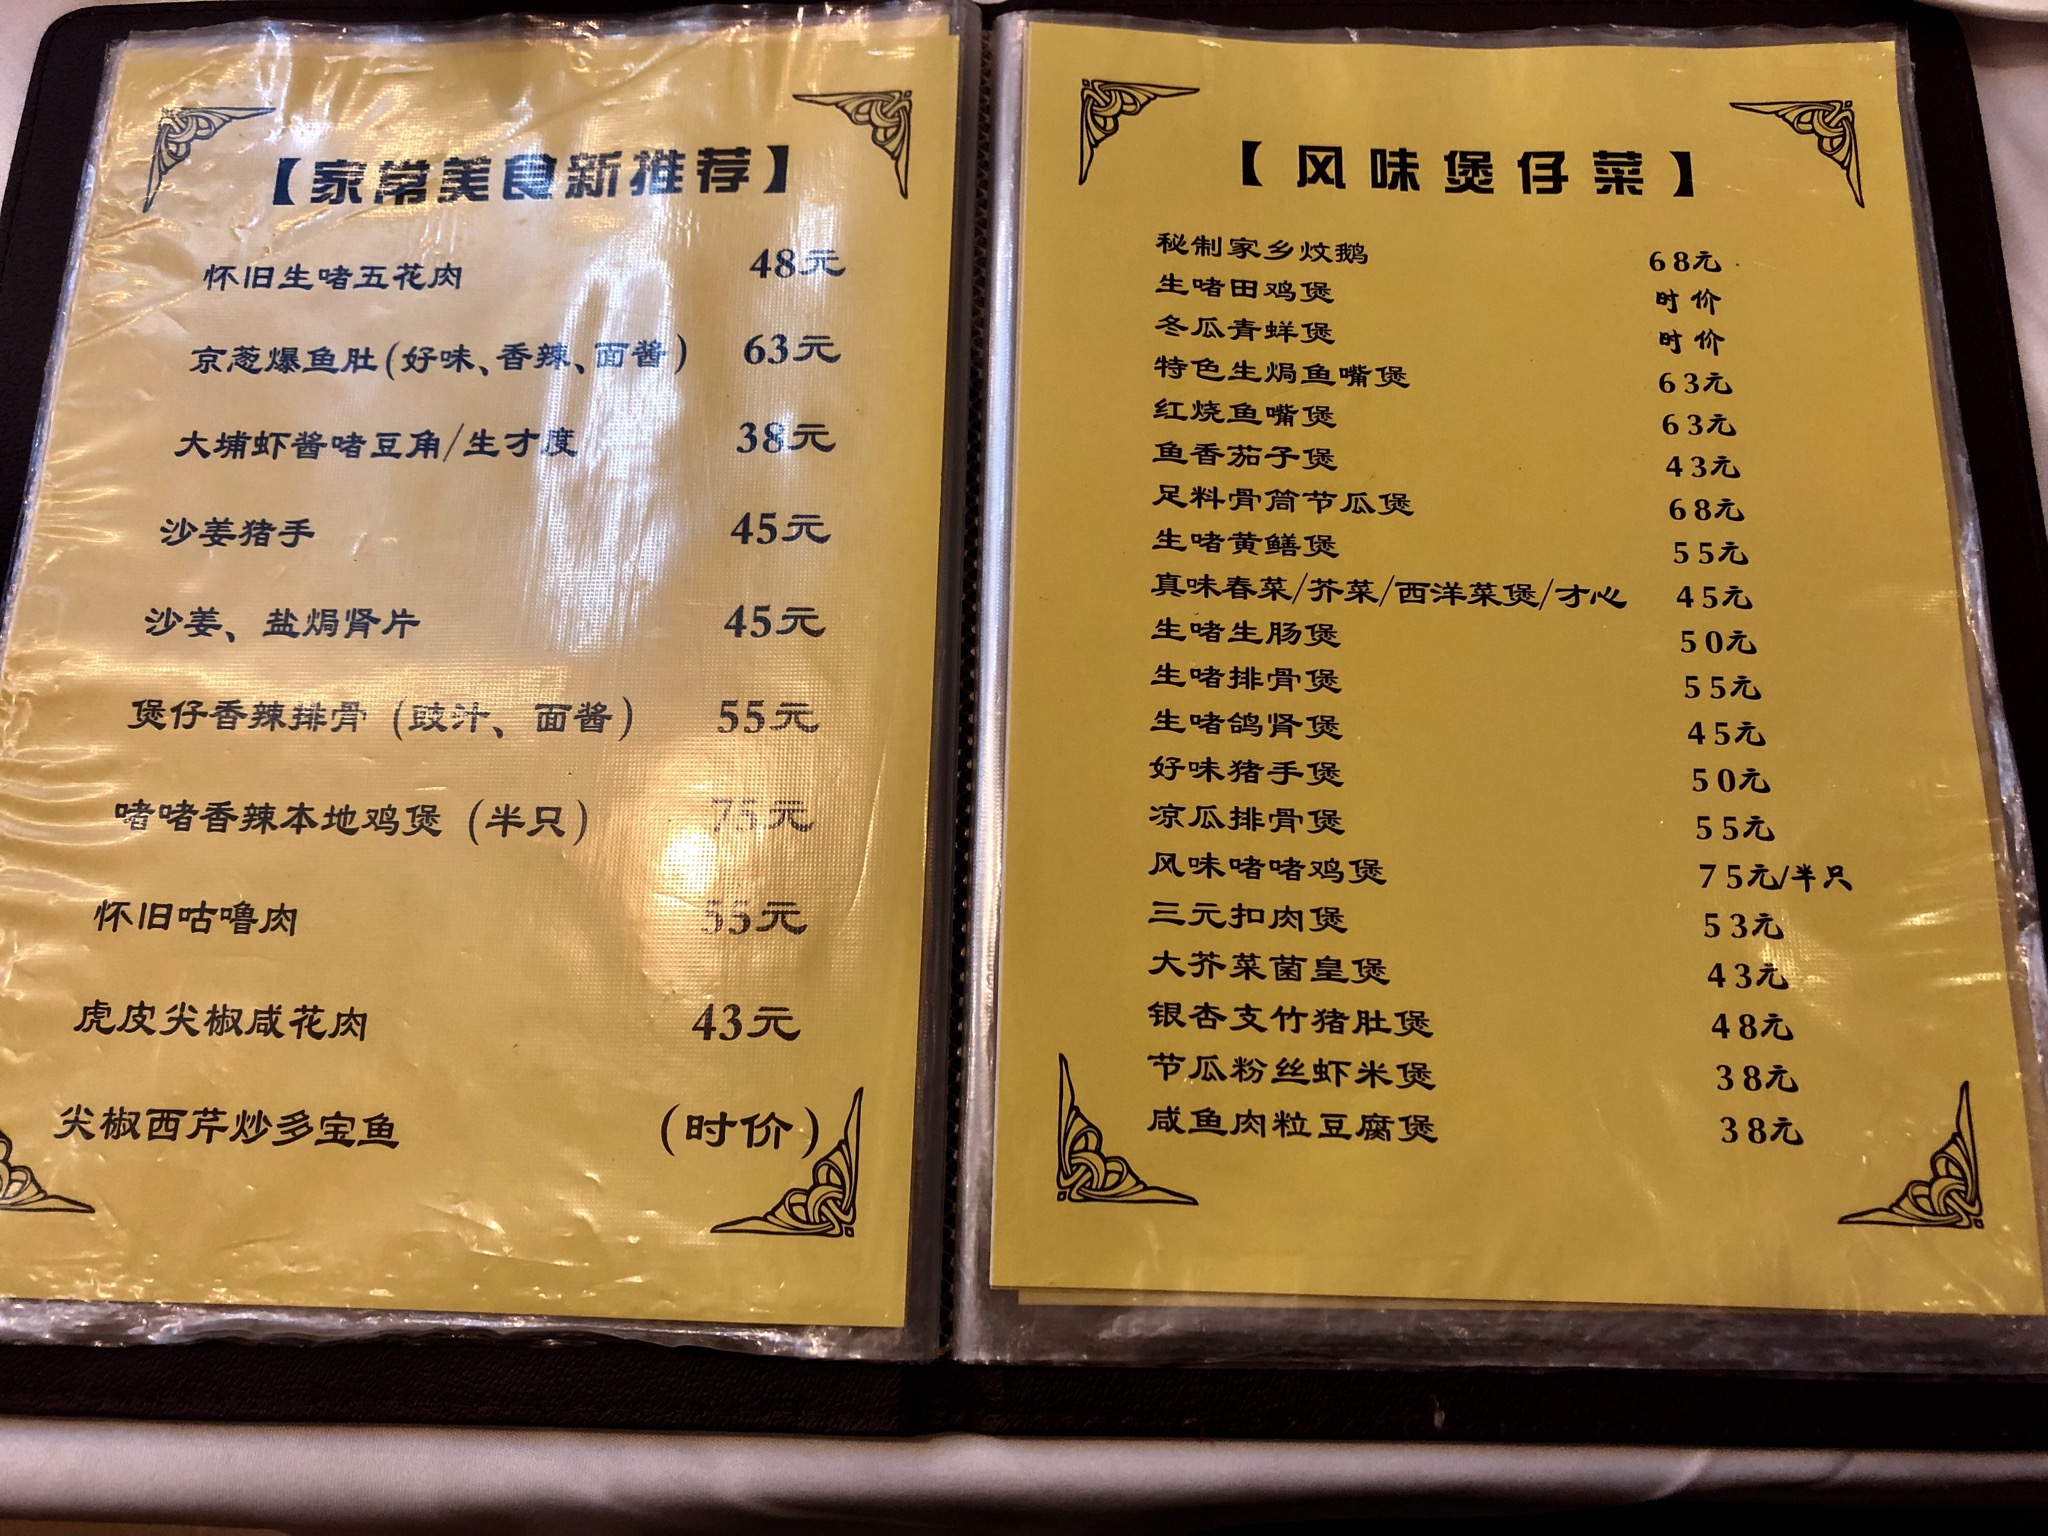 【家常美食新推荐】
怀旧生啫五花肉 48元
京葱爆鱼肚(好味、香辣、面酱) 63元
大埔虾酱啫豆角/生才度 38元
沙姜猪手 45元
沙姜、盐焗肾片 45元
煲仔香辣排骨(豉汁、面酱) 55元
啫啫香辣本地鸡煲(半只) 75元
怀旧咕噜肉 55元
虎皮尖椒咸花肉 43元
尖椒西芹炒多宝鱼 (时价)
【风味煲仔菜】
秘制家乡炆鹅 68元
生啫田鸡煲 时价
冬瓜青蛘煲 时价
特色生焗鱼嘴煲 63元
红烧鱼嘴煲 63元
鱼香茄子煲 43元
足料骨筒节瓜煲 68元
生啫黄鳝煲 55元
真味春菜/芥菜/西洋菜煲/才心 45元
生啫生肠煲 50元
生啫排骨煲 55元
生啫鸽肾煲 45元
好味猪手煲 50元
凉瓜排骨煲 55元
风味啫啫鸡煲 75元/半只
三元扣肉煲 53元
大芥菜菌皇煲 43元
银杏支竹猪肚煲 48元
节瓜粉丝虾米煲 38元
咸鱼肉粒豆腐煲 38元